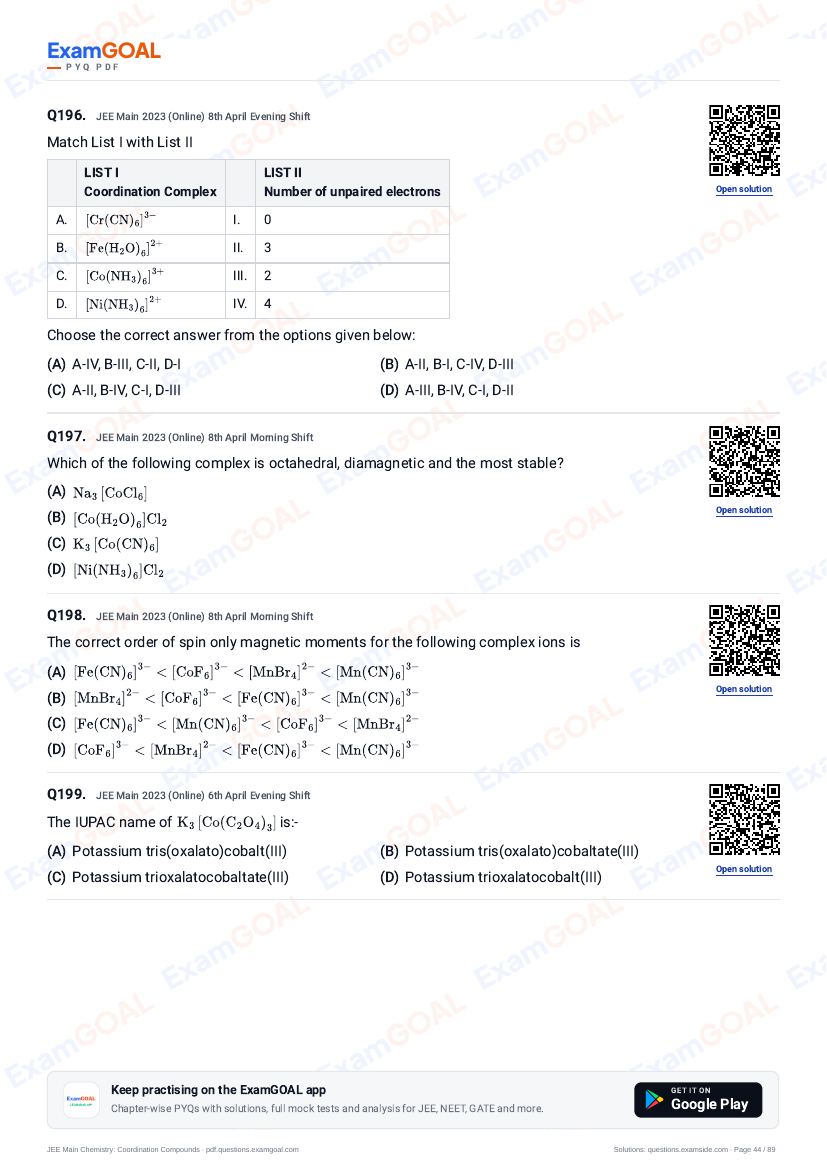 ExamGOAL
PYQ PDF
Q196. JEE Main 2023 (Online) 8th April Evening Shift
Match List I with List II
LIST I
Coordination Complex
LIST II
Number of unpaired electrons
A. [Cr(CN)₆]³⁻ I. 0
B. [Fe(H₂O)₆]²⁺ II. 3
C. [Co(NH₃)₆]³⁺ III. 2
D. [Ni(NH₃)₆]²⁺ IV. 4
Choose the correct answer from the options given below:
(A) A-IV, B-III, C-II, D-I (B) A-II, B-I, C-IV, D-III
(C) A-II, B-IV, C-I, D-III (D) A-III, B-IV, C-I, D-II
Open solution
Q197. JEE Main 2023 (Online) 8th April Morning Shift
Which of the following complex is octahedral, diamagnetic and the most stable?
(A) Na₃ [CoCl₆]
(B) [Co(H₂O)₆]Cl₂
(C) K₃ [Co(CN)₆]
(D) [Ni(NH₃)₆]Cl₂
Open solution
Q198. JEE Main 2023 (Online) 8th April Morning Shift
The correct order of spin only magnetic moments for the following complex ions is
(A) [Fe(CN)₆]³⁻ < [CoF₆]³⁻ < [MnBr₄]²⁻ < [Mn(CN)₆]³⁻
(B) [MnBr₄]²⁻ < [CoF₆]³⁻ < [Fe(CN)₆]³⁻ < [Mn(CN)₆]³⁻
(C) [Fe(CN)₆]³⁻ < [Mn(CN)₆]³⁻ < [CoF₆]³⁻ < [MnBr₄]²⁻
(D) [CoF₆]³⁻ < [MnBr₄]²⁻ < [Fe(CN)₆]³⁻ < [Mn(CN)₆]³⁻
Open solution
Q199. JEE Main 2023 (Online) 6th April Evening Shift
The IUPAC name of K₃ [Co(C₂O₄)₃] is:-
(A) Potassium tris(oxalato)cobalt(III) (B) Potassium tris(oxalato)cobaltate(III)
(C) Potassium trioxalatocobaltate(III) (D) Potassium trioxalatocobalt(III)
Open solution
ExamGOAL
Keep practising on the ExamGOAL app
Chapter-wise PYQs with solutions, full mock tests and analysis for JEE, NEET, GATE and more.
GET IT ON
Google Play
JEE Main Chemistry: Coordination Compounds · pdf.questions.examgoal.com
Solutions: questions.examside.com · Page 44 / 89